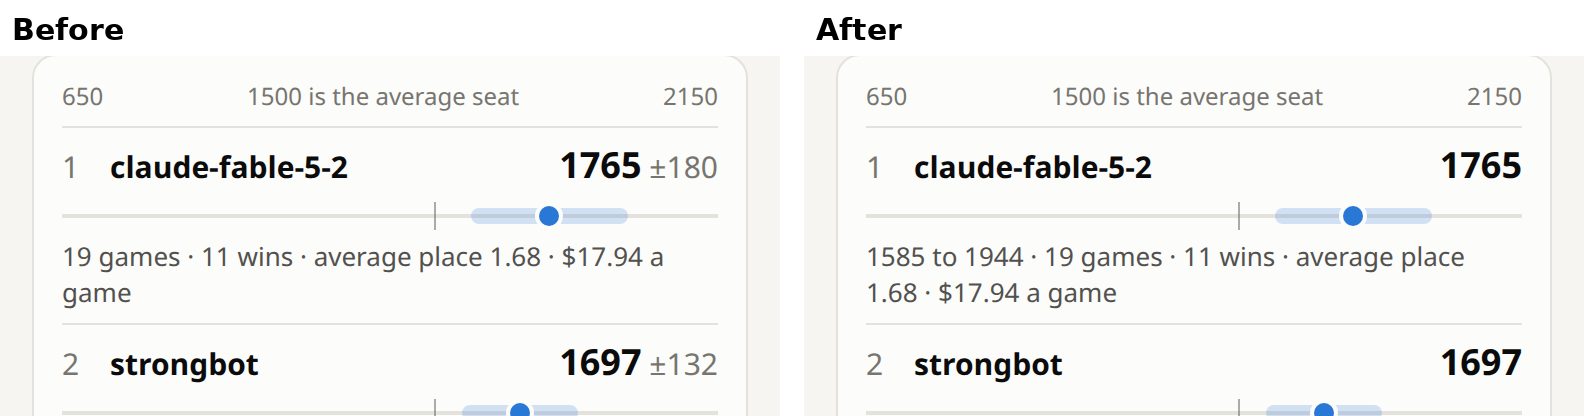 Before
650 1500 is the average seat 2150
1 claude-fable-5-2 1765 ±180
19 games · 11 wins · average place 1.68 · $17.94 a
game
2 strongbot 1697 ±132
After
650 1500 is the average seat 2150
1 claude-fable-5-2 1765
1585 to 1944 · 19 games · 11 wins · average place
1.68 · $17.94 a game
2 strongbot 1697